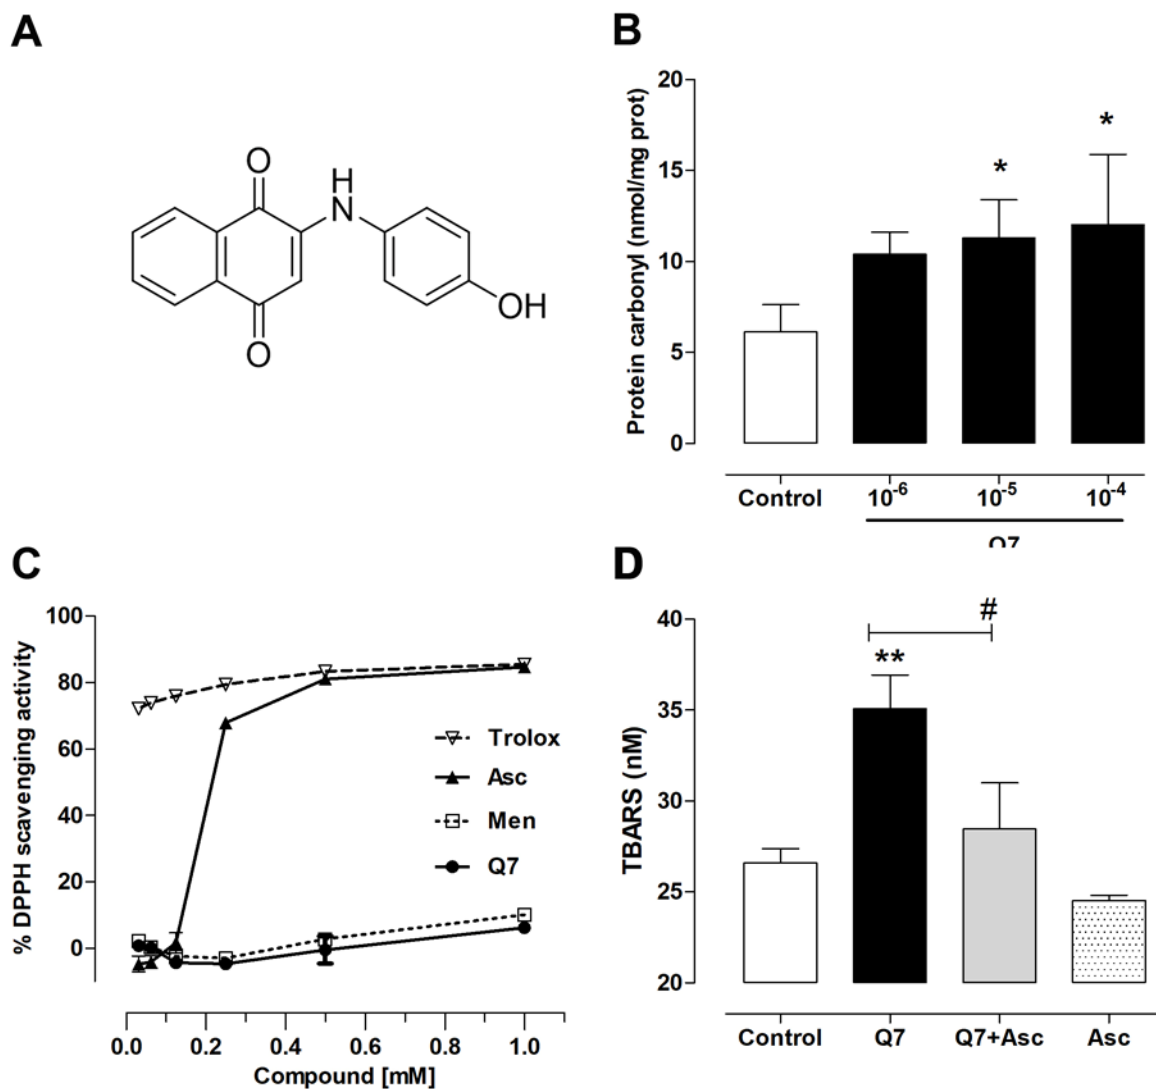 A
O
H
N
OH
O
B
Protein carbonyl (nmol/mg prot)
20
15
10
5
0
*
*
Control
10-6
10-5
10-4
Q7
C
% DPPH scavenging activity
100
80
60
40
20
0
Trolox
Asc
Men
Q7
0.0 0.2 0.4 0.6 0.8 1.0
Compound [mM]
D
TBARS (nM)
40
35
30
25
20
#
**
Control
Q7
Q7+Asc
Asc